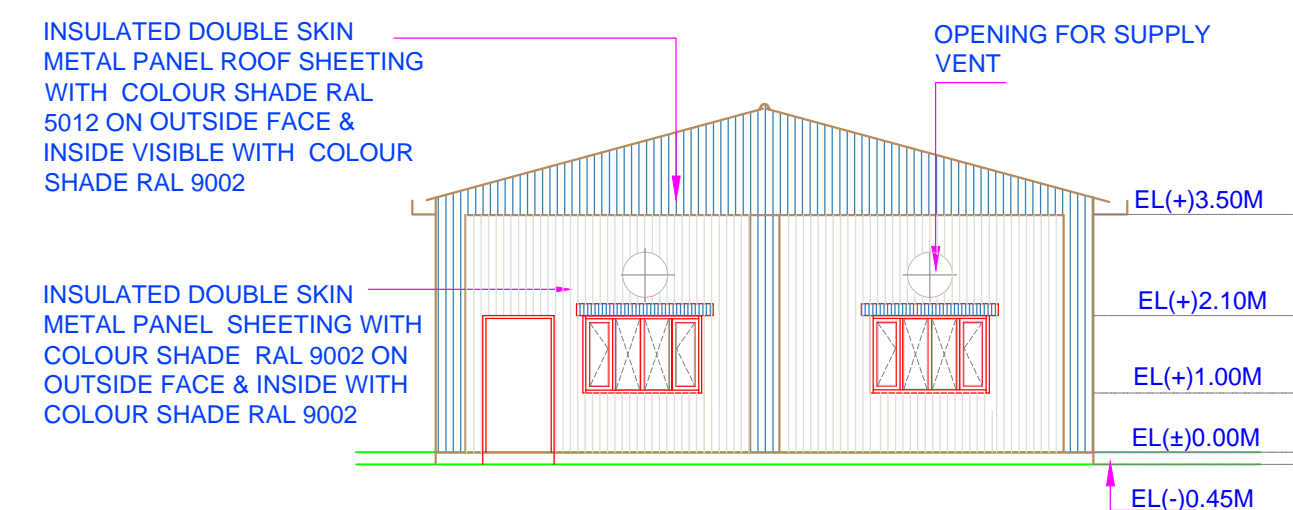 INSULATED DOUBLE SKIN
METAL PANEL ROOF SHEETING
WITH COLOUR SHADE RAL
5012 ON OUTSIDE FACE &
INSIDE VISIBLE WITH COLOUR
SHADE RAL 9002
OPENING FOR SUPPLY
VENT
INSULATED DOUBLE SKIN
METAL PANEL SHEETING WITH
COLOUR SHADE RAL 9002 ON
OUTSIDE FACE & INSIDE WITH
COLOUR SHADE RAL 9002
EL(+)3.50M
EL(+)2.10M
EL(+)1.00M
EL(±)0.00M
EL(-)0.45M